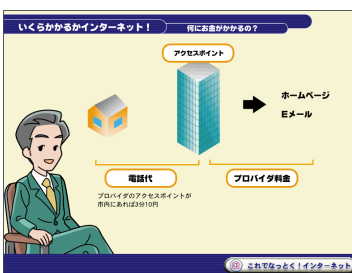 いくらかかるかインターネット！
何にお金がかかるの？
アクセスポイント
ホームページ
Eメール
電話代
プロバイダ料金
プロバイダのアクセスポイントが
市内にあれば3分10円
@ これでなっとく！インターネット